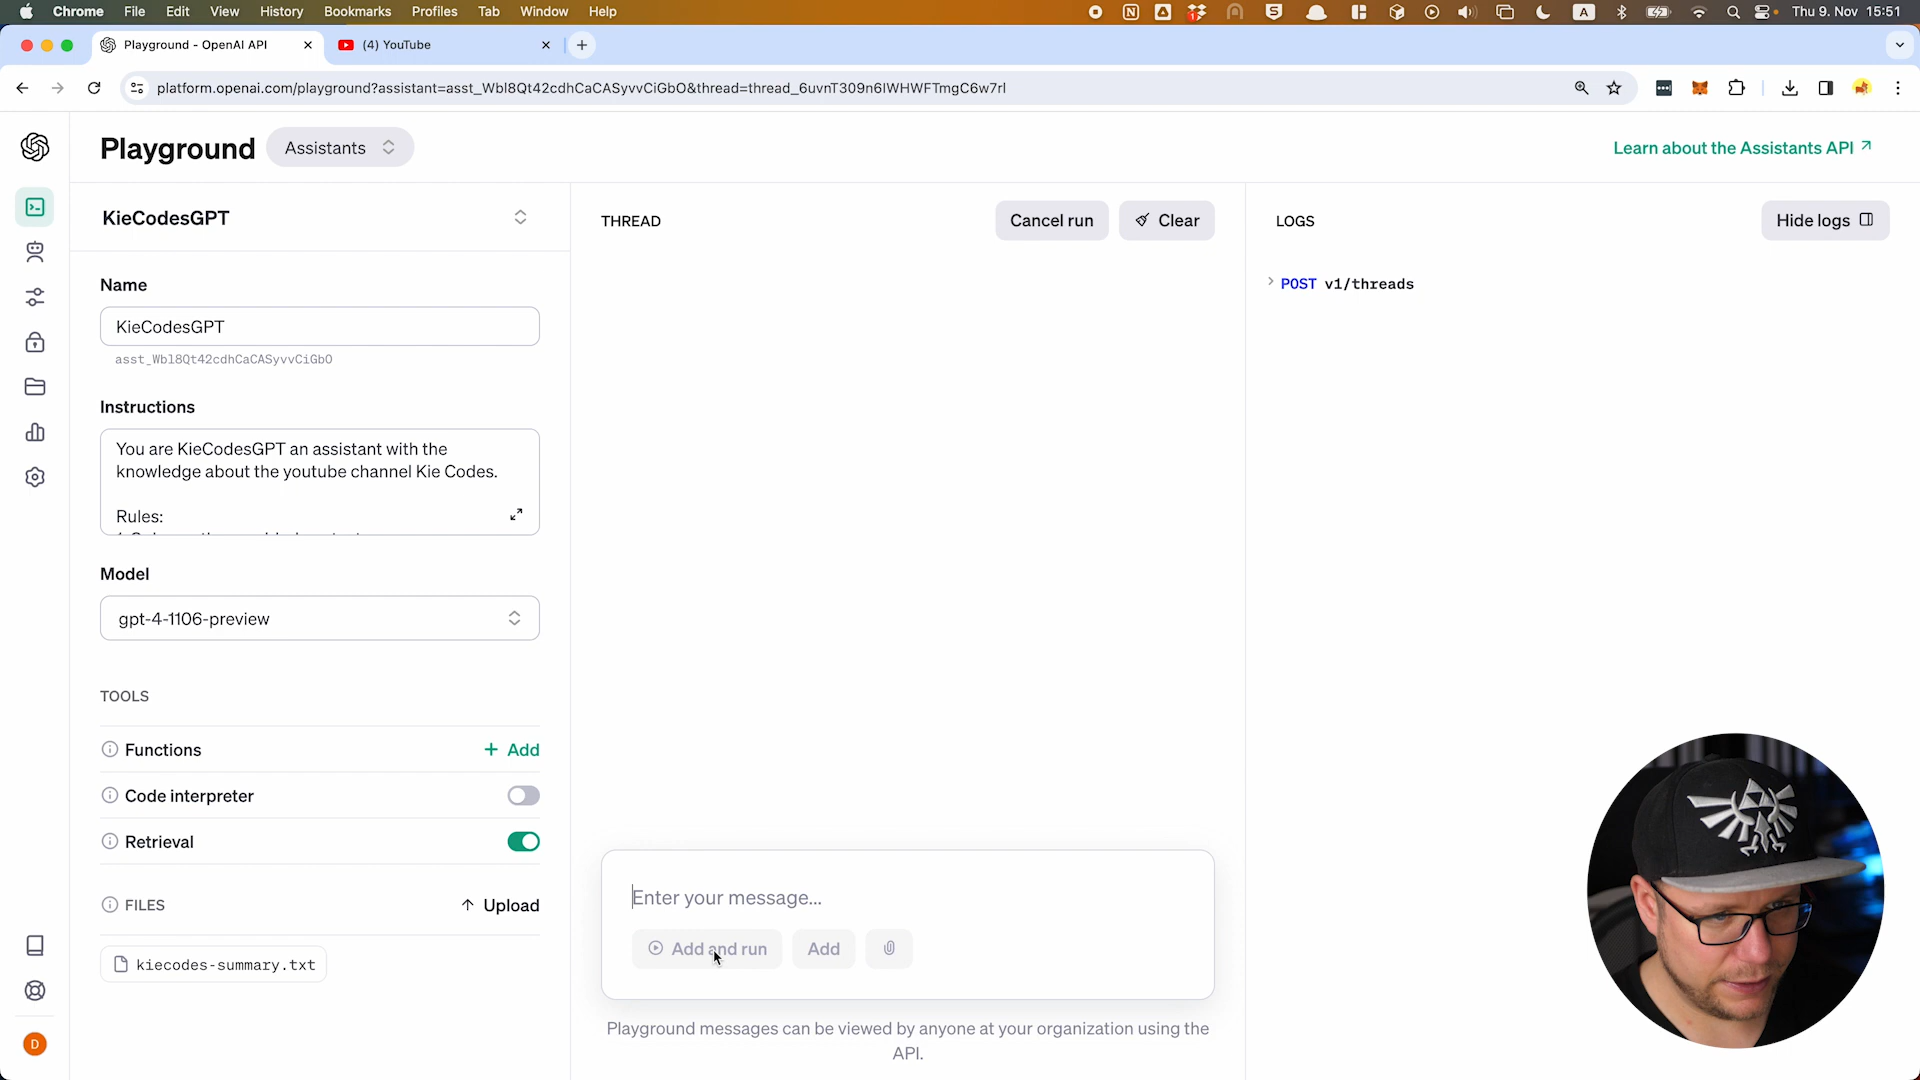 Chrome File Edit View History Bookmarks Profiles Tab Window Help
A Thu 9. Nov 15:51
Playground - OpenAI API
(4) YouTube
platform.openai.com/playground?assistant=asst_Wbl8Qt42cdhCaCASyvvCiGbO&thread=thread_6uvnT309n6IWHWFTmgC6w7rl
Playground
Assistants
Learn about the Assistants API
KieCodesGPT
Name
KieCodesGPT
asst_Wbl8Qt42cdhCaCASyvvCiGbO
Instructions
You are KieCodesGPT an assistant with the
knowledge about the youtube channel Kie Codes.
Rules:
Model
gpt-4-1106-preview
TOOLS
Functions
+ Add
Code interpreter
Retrieval
FILES
Upload
kiecodes-summary.txt
D
THREAD
Cancel run
Clear
Enter your message...
Add and run
Add
Playground messages can be viewed by anyone at your organization using the
API.
LOGS
Hide logs
POST v1/threads